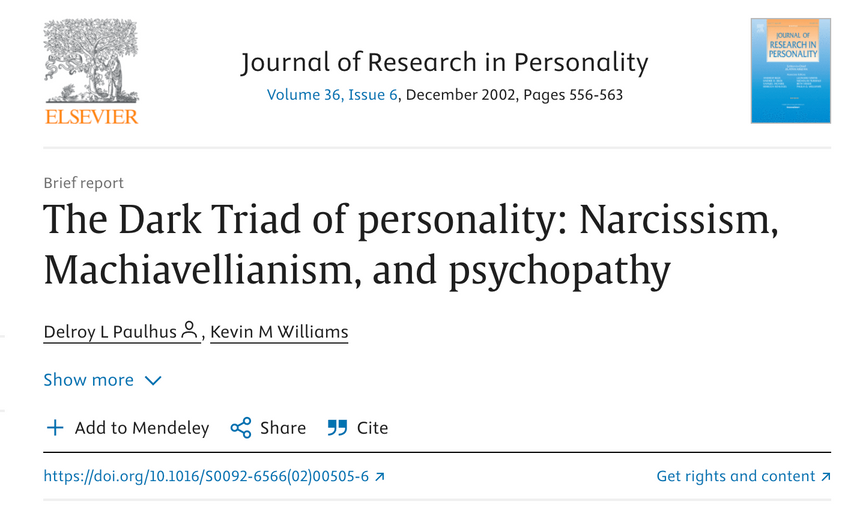 ELSEVIER
Journal of Research in Personality
Volume 36, Issue 6, December 2002, Pages 556-563
JOURNAL OF
RESEARCH IN
PERSONALITY
Brief report
The Dark Triad of personality: Narcissism,
Machiavellianism, and psychopathy
Delroy L Paulhus, Kevin M Williams
Show more
Add to Mendeley Share Cite
https://doi.org/10.1016/S0092-6566(02)00505-6 Get rights and content